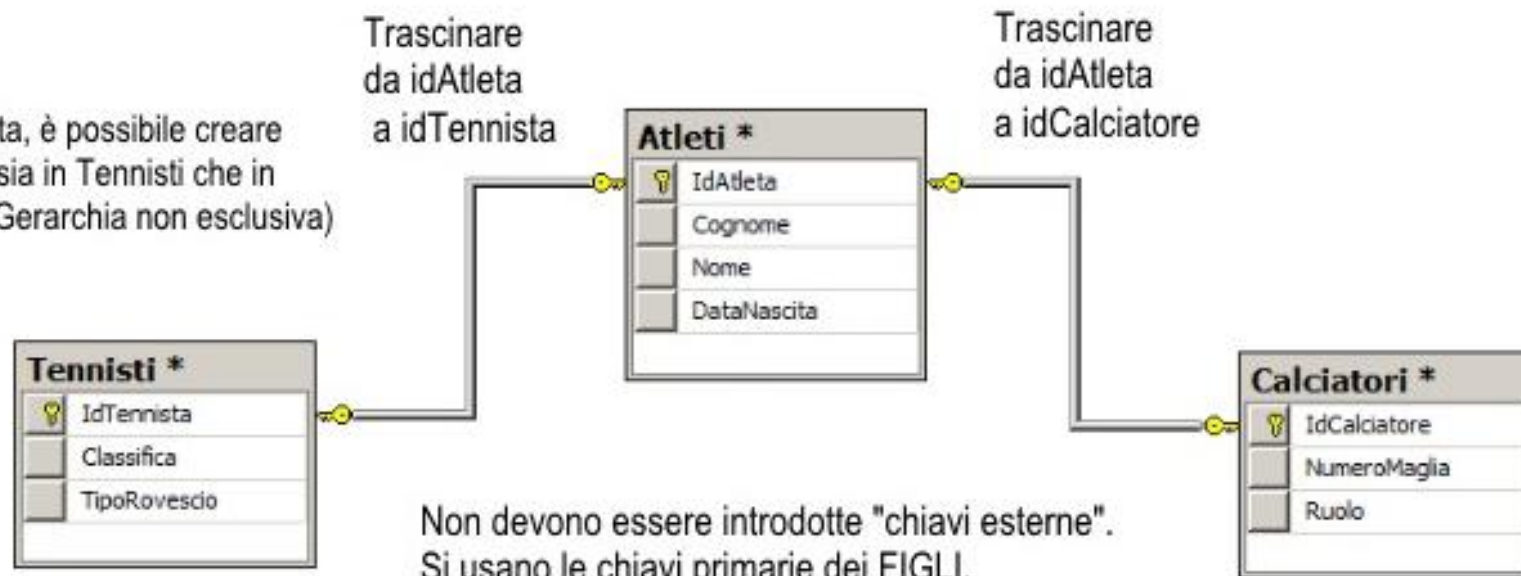 Trascinare
da idAtleta
a idTennista
Trascinare
da idAtleta
a idCalciatore
ta, è possibile creare
sia in Tennisti che in
Gerarchia non esclusiva)
Atleti *
IdAtleta
Cognome
Nome
DataNascita
Tennisti *
IdTennista
Classifica
TipoRovescio
Calciatori *
IdCalciatore
NumeroMaglia
Ruolo
Non devono essere introdotte "chiavi esterne".
Si usano le chiavi primarie dei FIGLI.